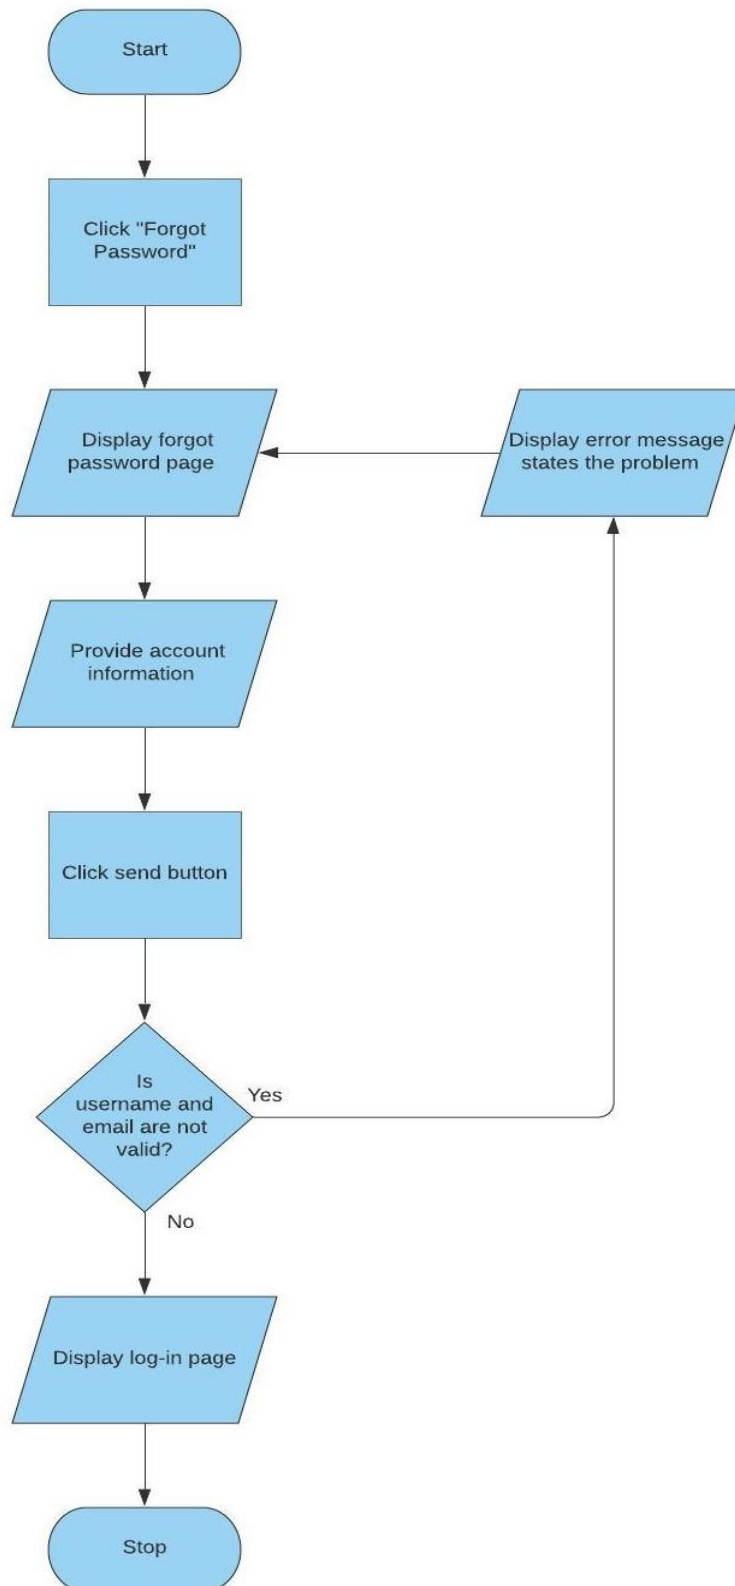 Start
Click "Forgot
Password"
Display forgot
password page
Display error message
states the problem
Provide account
information
Click send button
Is
username and
email are not
valid?
Yes
No
Display log-in page
Stop